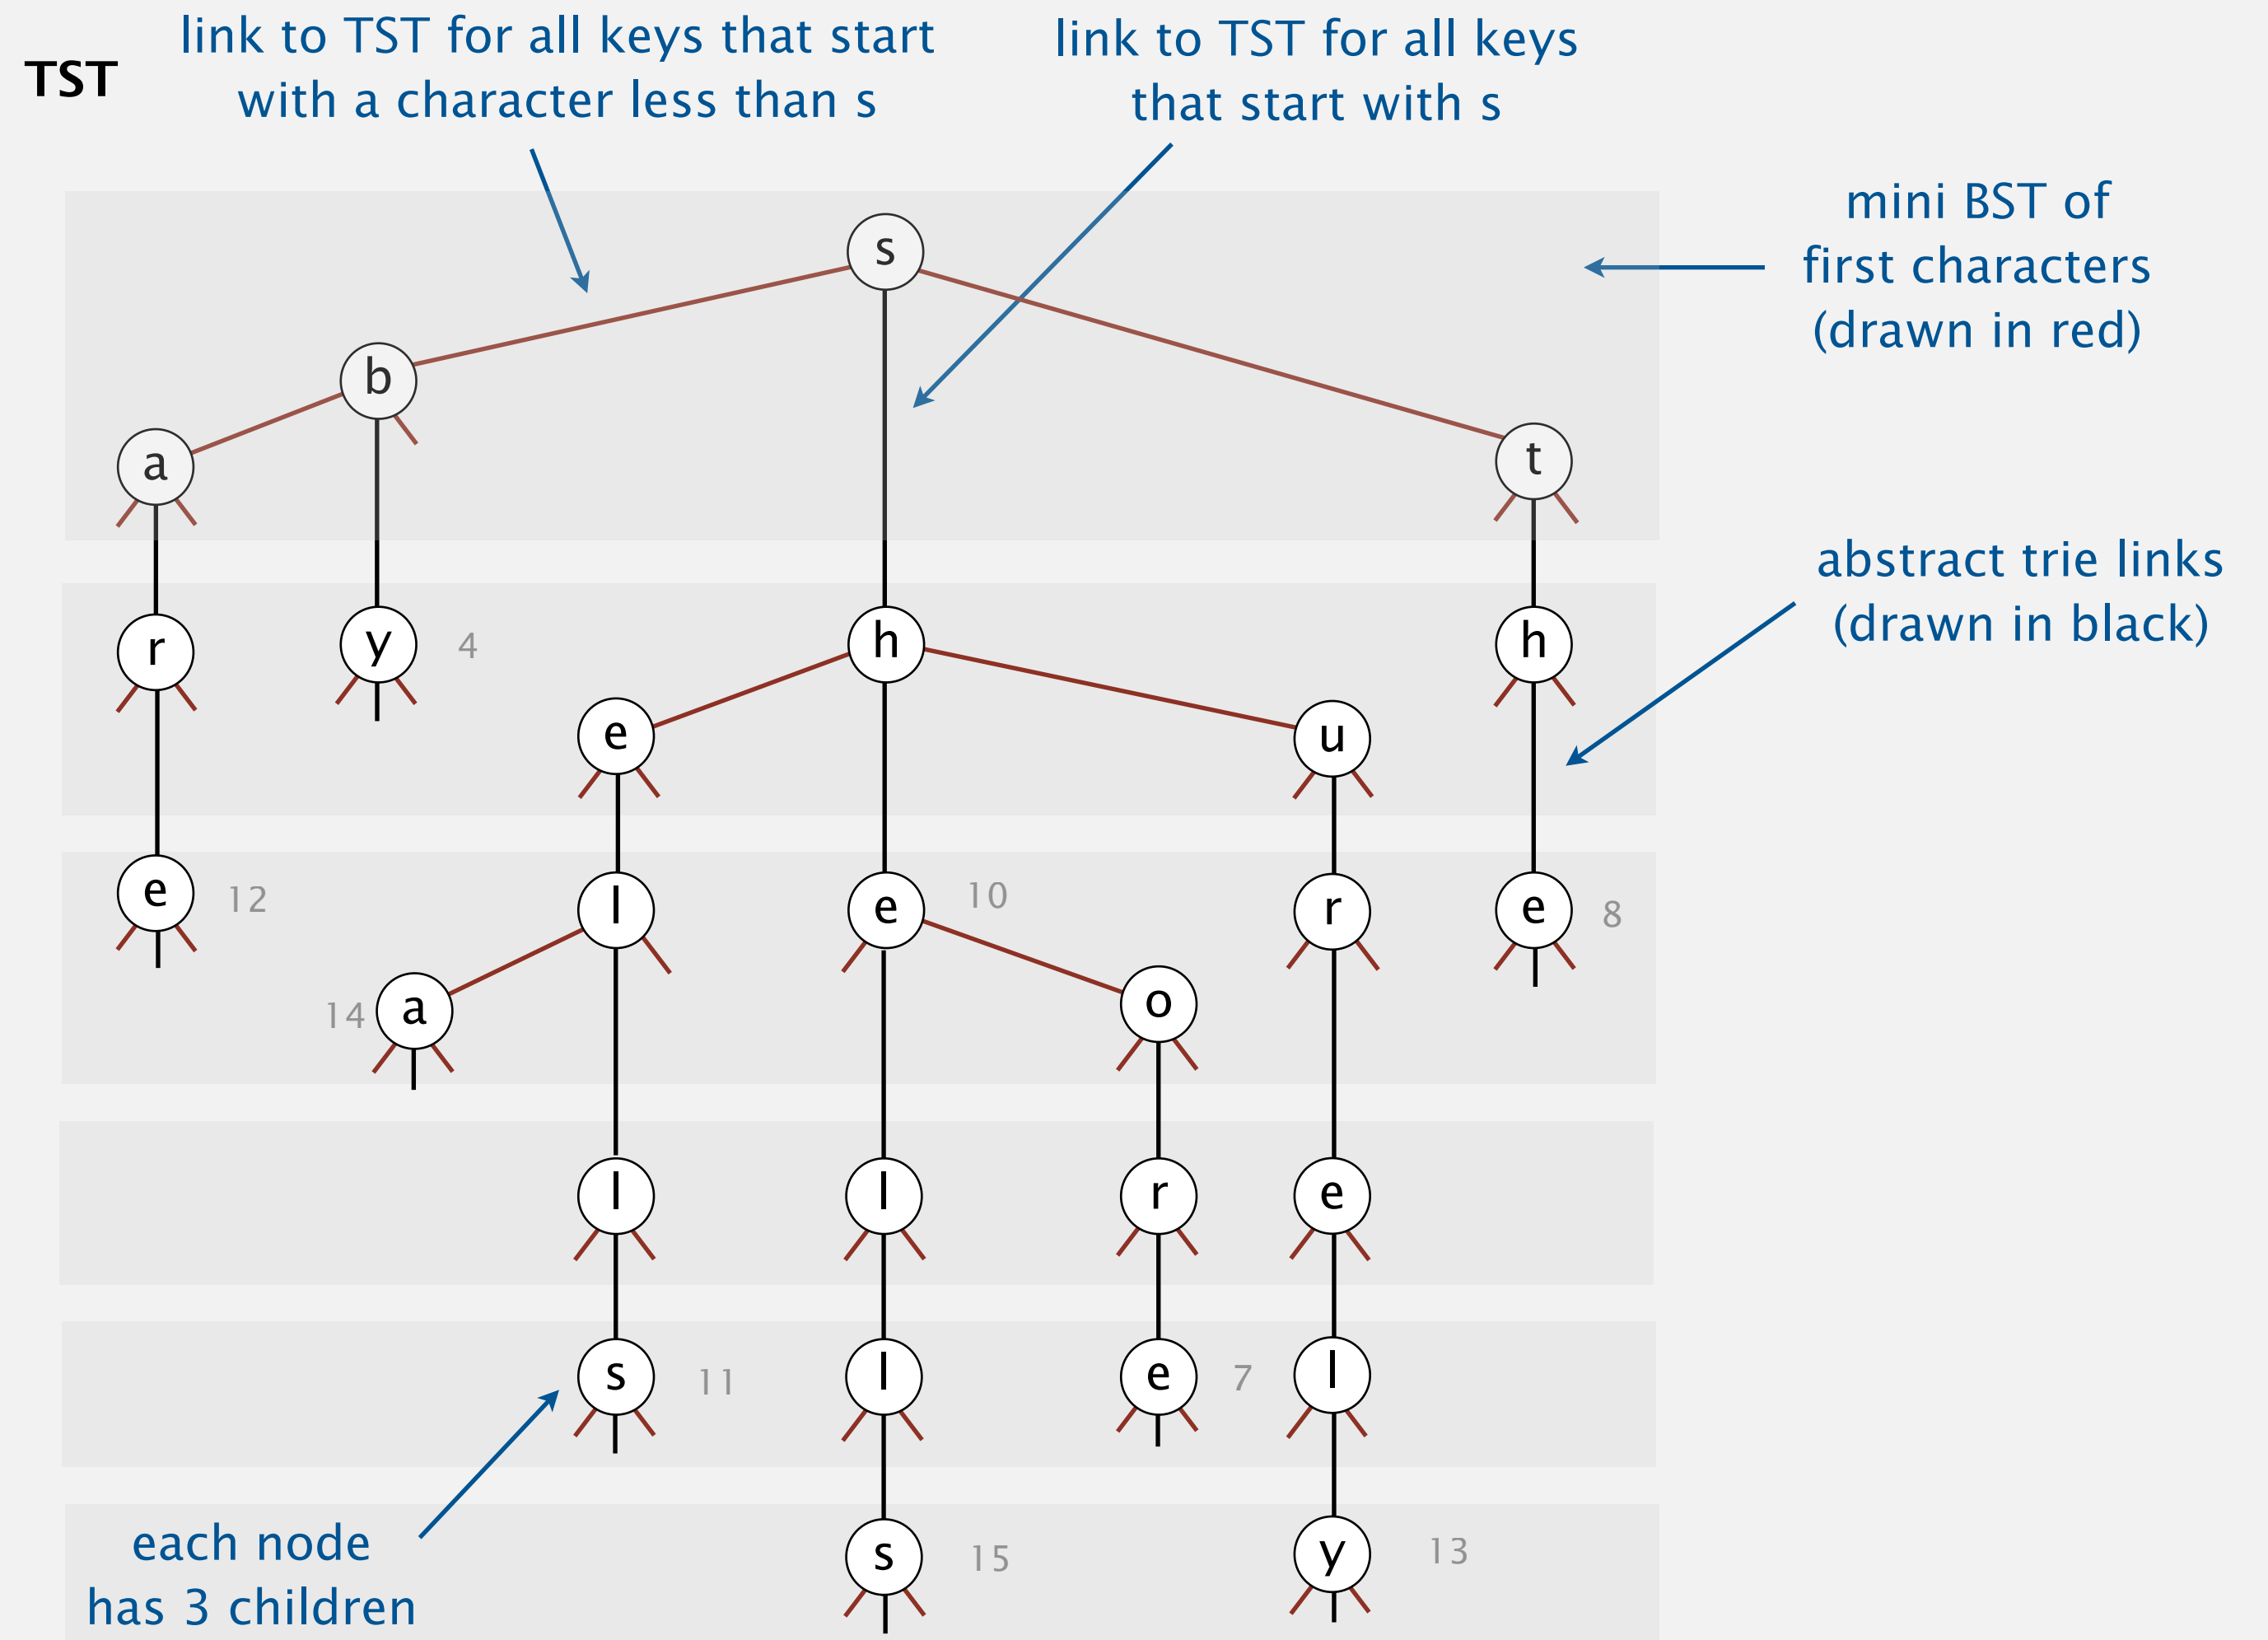 TST
link to TST for all keys that start
with a character less than s
link to TST for all keys
that start with s
mini BST of
first characters
(drawn in red)
s
b
a
t
abstract trie links
(drawn in black)
r
y 4
h
h
e
u
e 12
l
e 10
r
e 8
14 a
o
l
l
r
e
s 11
l
e 7
l
each node
has 3 children
s 15
y 13